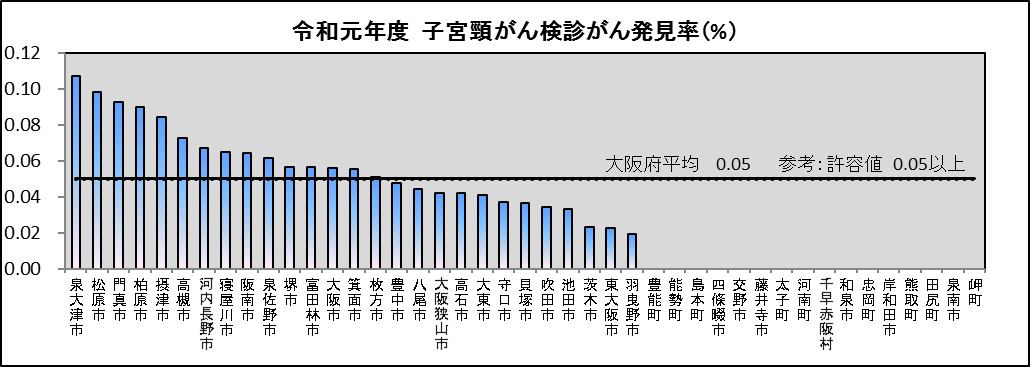 令和元年度 子宮頸がん検診がん発見率(%)
0.12
0.10
0.08
0.06
0.04
0.02
0.00
大阪府平均 0.05 参考:許容値 0.05以上
泉大津市
松原市
門真市
柏原市
摂津市
高槻市
河内長野市
寝屋川市
阪南市
泉佐野市
堺市
富田林市
大阪市
箕面市
枚方市
豊中市
八尾市
大阪狭山市
高石市
大東市
守口市
貝塚市
吹田市
池田市
茨木市
東大阪市
羽曳野市
豊能町
能勢町
島本町
四條畷市
交野市
藤井寺市
太子町
河南町
千早赤阪村
和泉市
忠岡町
岸和田市
熊取町
田尻町
泉南市
岬町